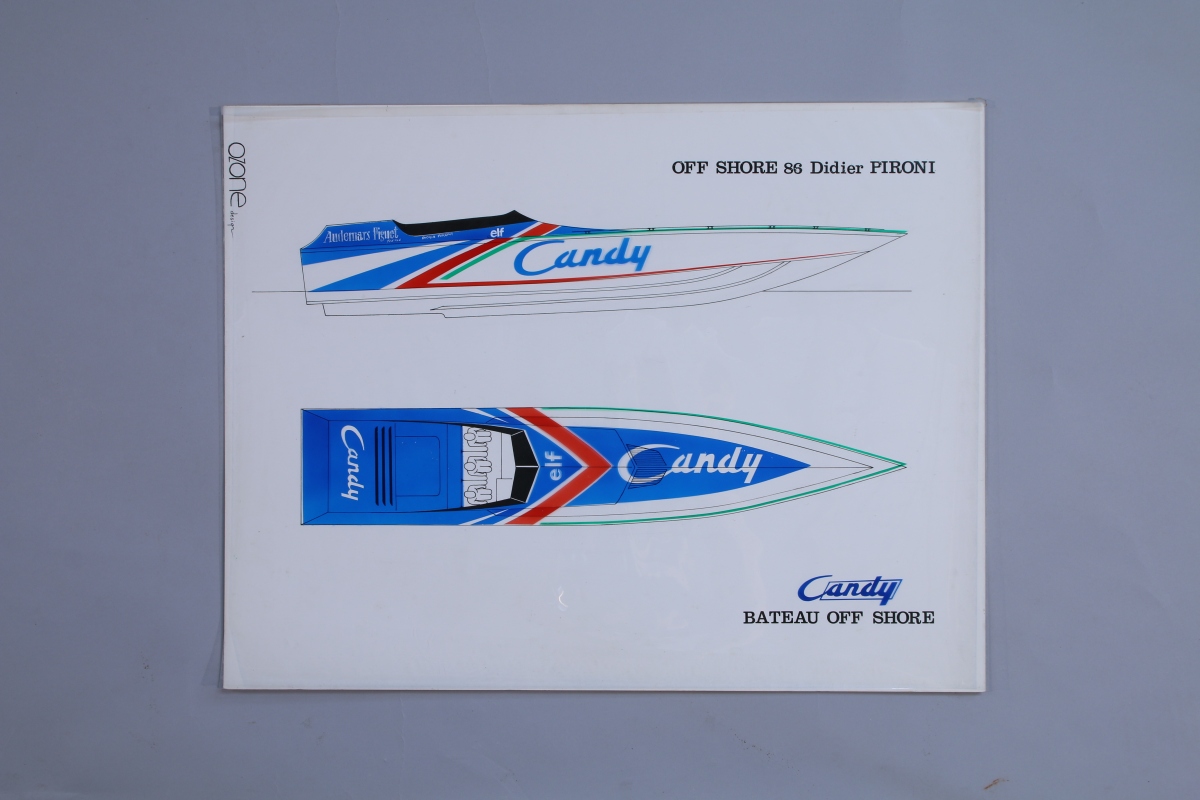 ozone
design
OFF SHORE 86 Didier PIRONI
Audemars Piguet
elf
Candy
Candy
elf
Candy
Candy
BATEAU OFF SHORE